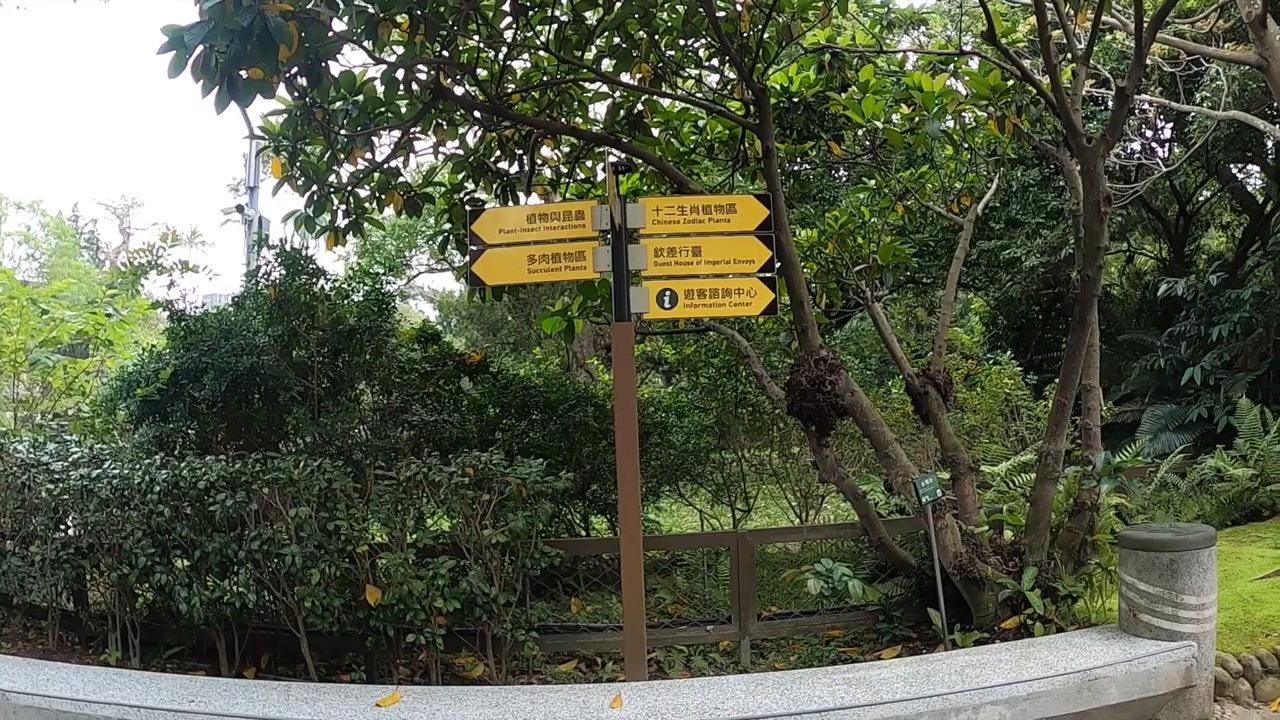 植物與昆蟲
Plant-insect Interactions
多肉植物區
Succulent Plants
十二生肖植物區
Chinese Zodiac Plants
欽差行臺
Guest House of Imperial Envoys
i 遊客諮詢中心
Information Center